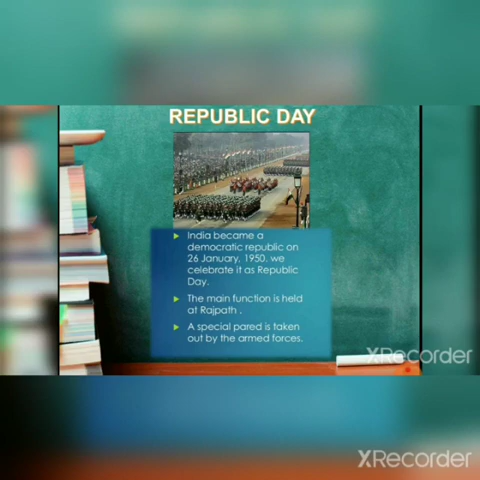 REPUBLIC DAY
India became a
democratic republic on
26 January, 1950. we
celebrate it as Republic
Day.
The main function is held
at Rajpath .
A special pared is taken
out by the armed forces.
XRecorder
XRecorder